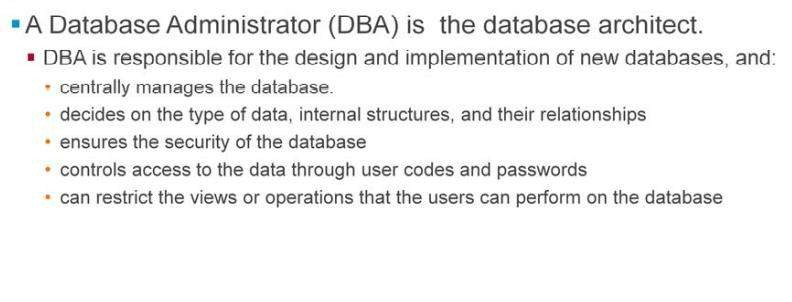 A Database Administrator (DBA) is the database architect.
DBA is responsible for the design and implementation of new databases, and:
centrally manages the database.
decides on the type of data, internal structures, and their relationships
ensures the security of the database
controls access to the data through user codes and passwords
can restrict the views or operations that the users can perform on the database